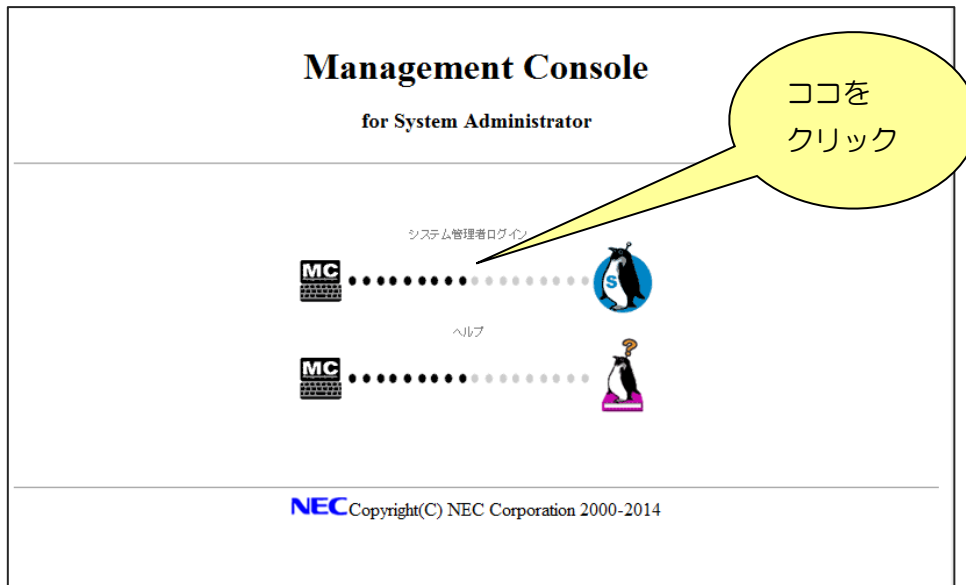 Management Console
for System Administrator
ココを
クリック
システム管理者ログイン
MC
S
ヘルプ
MC
?
NEC Copyright(C) NEC Corporation 2000-2014